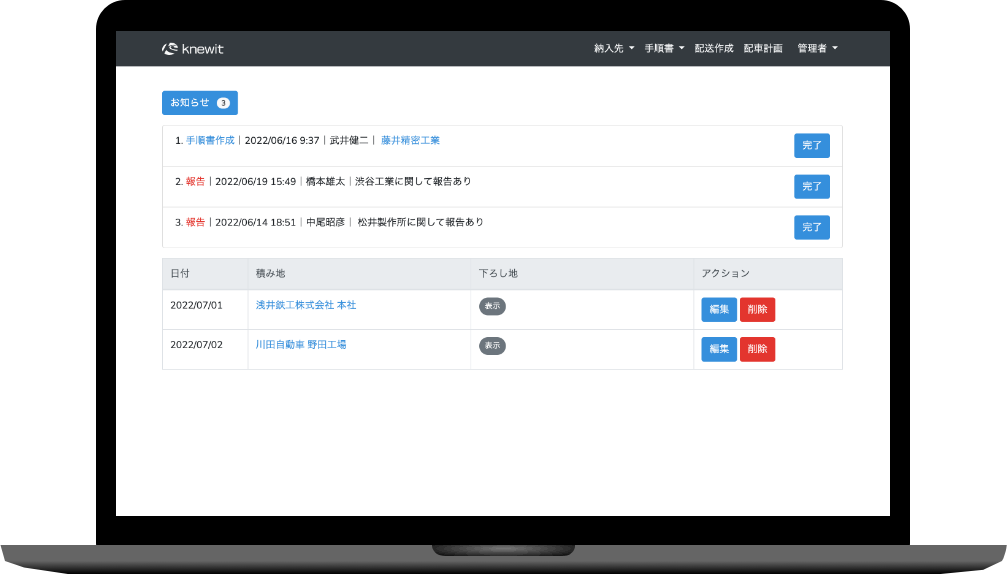 knewit 納入先 手順書 配送作成 配車計画 管理者
お知らせ 3
1. 手順書作成 | 2022/06/16 9:37 | 武井健二 | 藤井精密工業 完了
2. 報告 | 2022/06/19 15:49 | 橋本雄太 | 渋谷工業に関して報告あり 完了
3. 報告 | 2022/06/14 18:51 | 中尾昭彦 | 松井製作所に関して報告あり 完了
日付 積み地 下ろし地 アクション
2022/07/01 浅井鉄工株式会社 本社 表示 編集 削除
2022/07/02 川田自動車 野田工場 表示 編集 削除